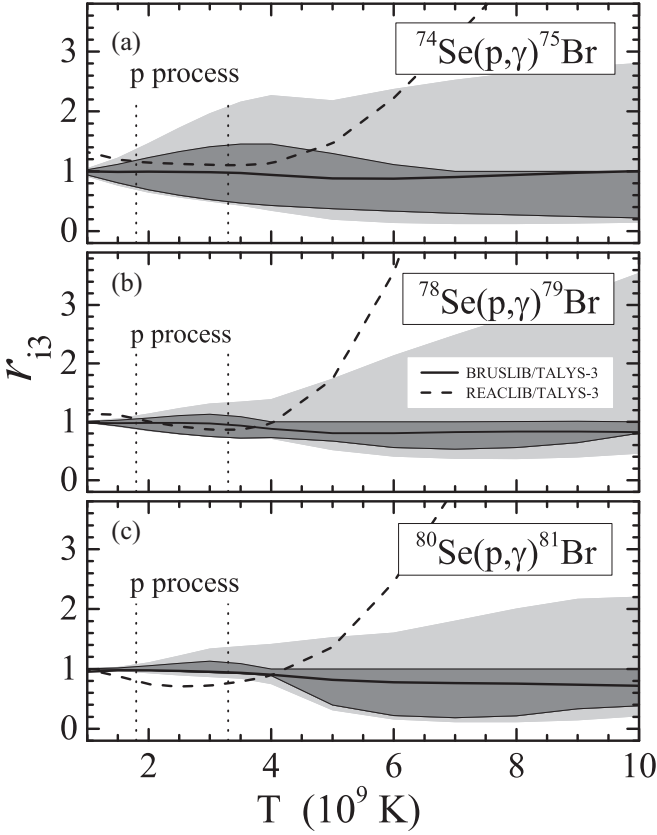 (a)
⁷⁴Se(p,γ)⁷⁵Br
p process
3
2
1
0
(b)
⁷⁸Se(p,γ)⁷⁹Br
p process
BRUSLIB/TALYS-3
REACLIB/TALYS-3
3
2
1
0
r_i3
(c)
⁸⁰Se(p,γ)⁸¹Br
p process
3
2
1
0
2 4 6 8 10
T (10⁹ K)